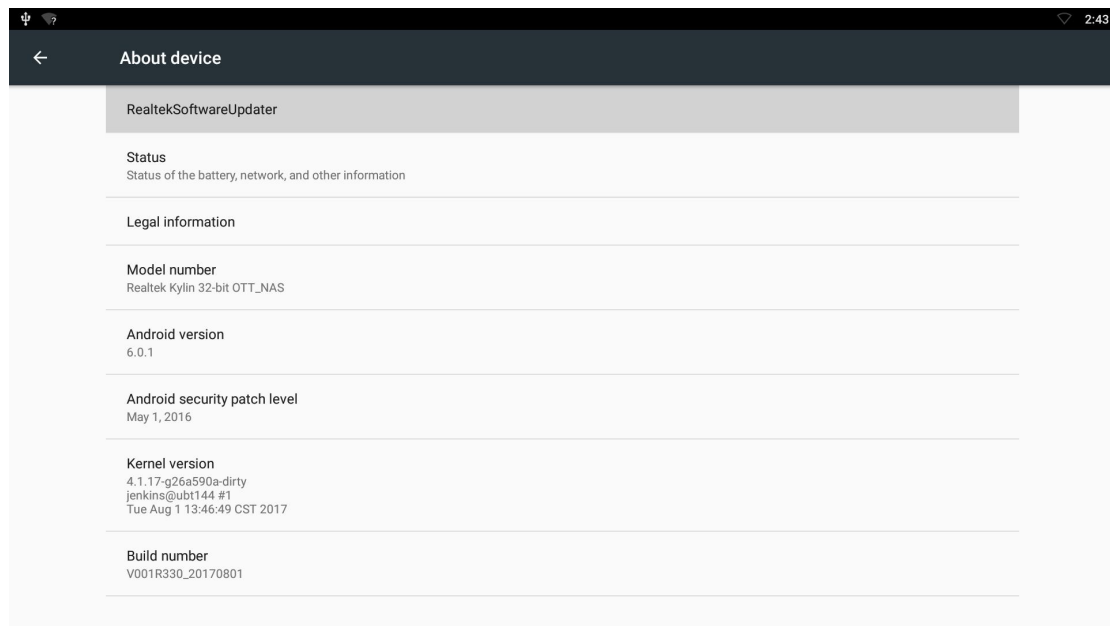 2:43
About device
RealtekSoftwareUpdater
Status
Status of the battery, network, and other information
Legal information
Model number
Realtek Kylin 32-bit OTT_NAS
Android version
6.0.1
Android security patch level
May 1, 2016
Kernel version
4.1.17-g26a590a-dirty
jenkins@ubt144 #1
Tue Aug 1 13:46:49 CST 2017
Build number
V001R330_20170801